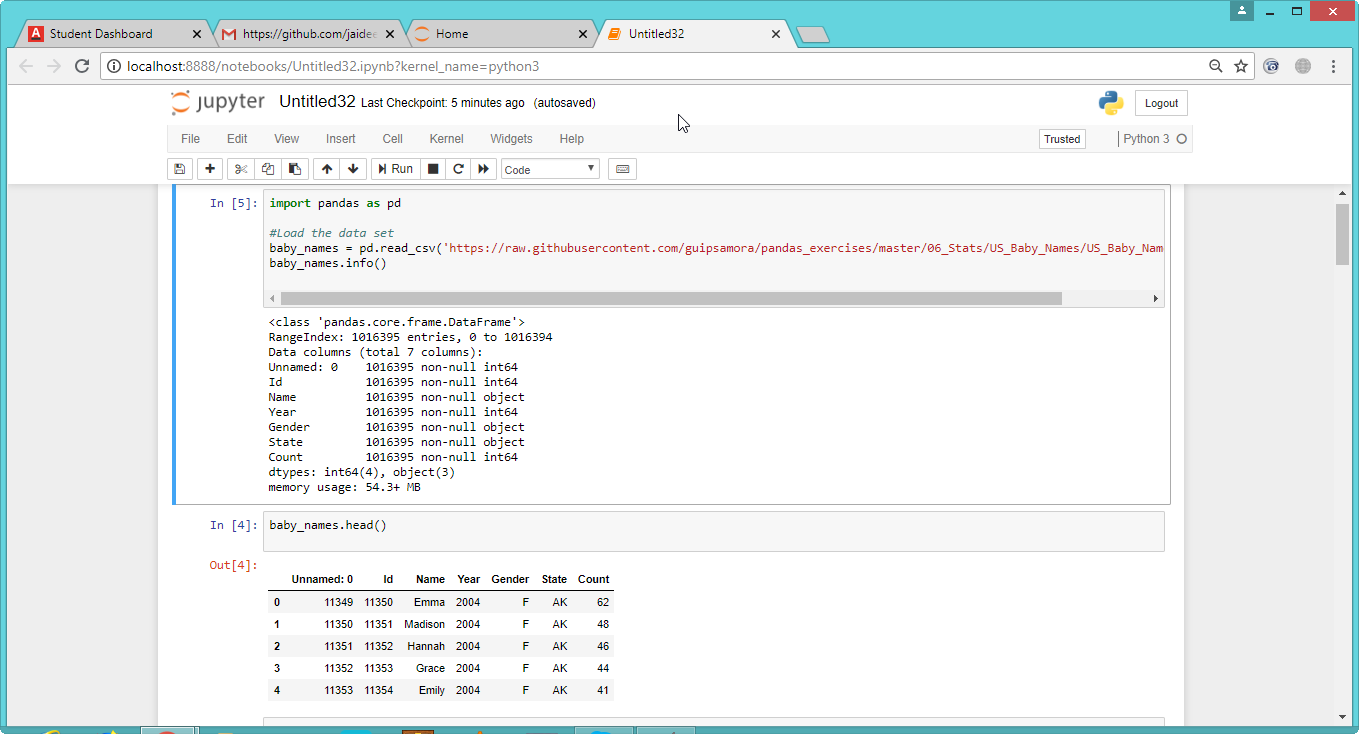 Student Dashboard
https://github.com/jaidee
Home
Untitled32
localhost:8888/notebooks/Untitled32.ipynb?kernel_name=python3
jupyter Untitled32 Last Checkpoint: 5 minutes ago (autosaved)
Logout
File Edit View Insert Cell Kernel Widgets Help
Trusted
Python 3
Run
Code
In [5]: import pandas as pd
#Load the data set
baby_names = pd.read_csv('https://raw.githubusercontent.com/guipsamora/pandas_exercises/master/06_Stats/US_Baby_Names/US_Baby_Nam
baby_names.info()
<class 'pandas.core.frame.DataFrame'>
RangeIndex: 1016395 entries, 0 to 1016394
Data columns (total 7 columns):
Unnamed: 0    1016395 non-null int64
Id            1016395 non-null int64
Name          1016395 non-null object
Year          1016395 non-null int64
Gender        1016395 non-null object
State         1016395 non-null object
Count         1016395 non-null int64
dtypes: int64(4), object(3)
memory usage: 54.3+ MB
In [4]: baby_names.head()
Out[4]:
Unnamed: 0 Id Name Year Gender State Count
0 11349 11350 Emma 2004 F AK 62
1 11350 11351 Madison 2004 F AK 48
2 11351 11352 Hannah 2004 F AK 46
3 11352 11353 Grace 2004 F AK 44
4 11353 11354 Emily 2004 F AK 41